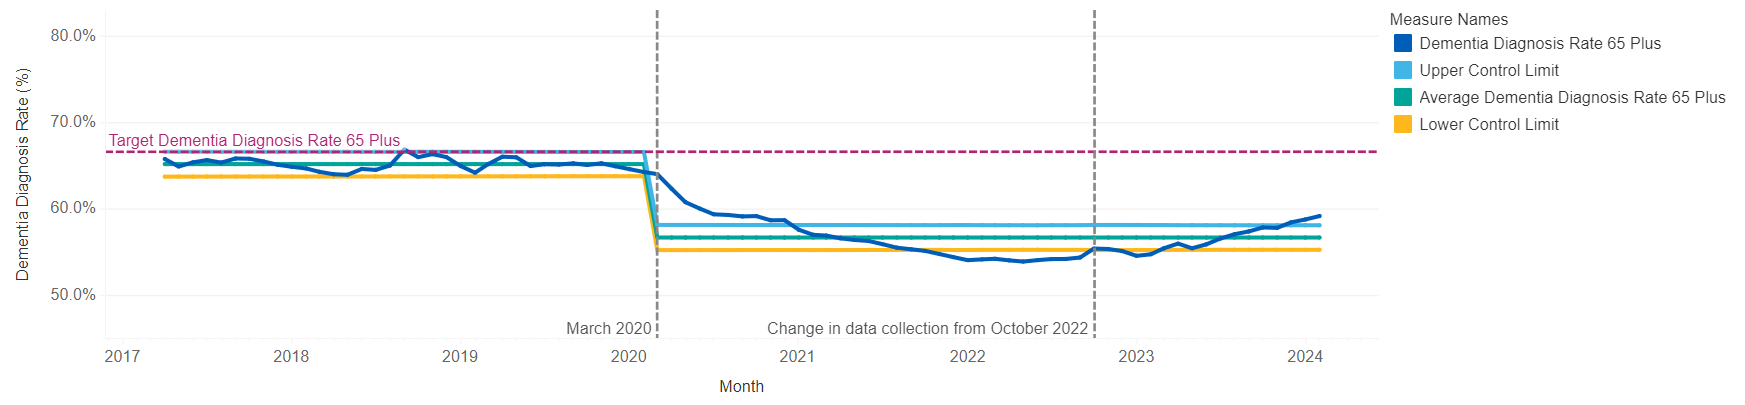 Measure Names
Dementia Diagnosis Rate 65 Plus
Upper Control Limit
Average Dementia Diagnosis Rate 65 Plus
Lower Control Limit
Dementia Diagnosis Rate (%)
80.0%
70.0%
60.0%
50.0%
Target Dementia Diagnosis Rate 65 Plus
March 2020
Change in data collection from October 2022
2017
2018
2019
2020
2021
2022
2023
2024
Month